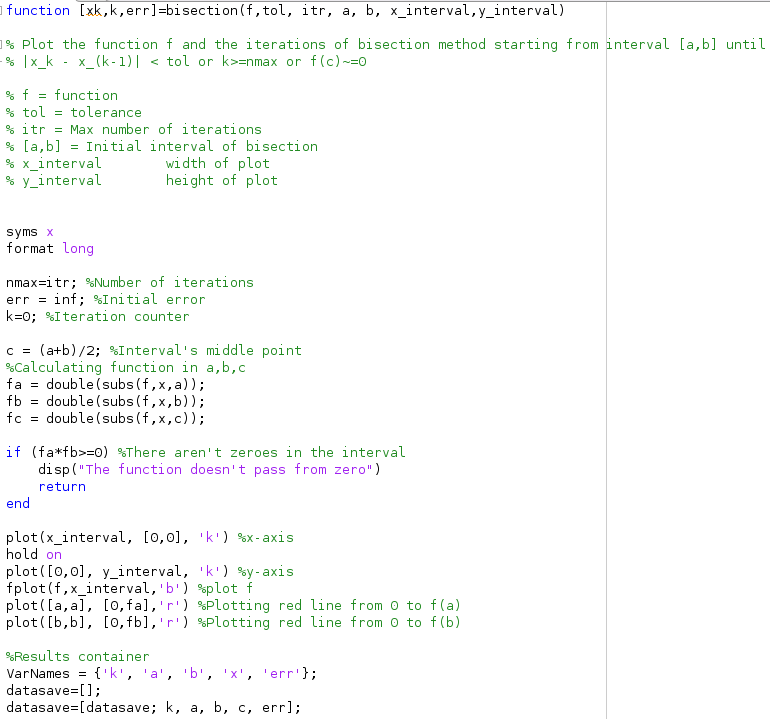 function [xk,k,err]=bisection(f,tol, itr, a, b, x_interval,y_interval)
% Plot the function f and the iterations of bisection method starting from interval [a,b] until
% |x_k - x_(k-1)| < tol or k>=nmax or f(c)~=0
% f = function
% tol = tolerance
% itr = Max number of iterations
% [a,b] = Initial interval of bisection
% x_interval        width of plot
% y_interval        height of plot
syms x
format long
nmax=itr; %Number of iterations
err = inf; %Initial error
k=0; %Iteration counter
c = (a+b)/2; %Interval's middle point
%Calculating function in a,b,c
fa = double(subs(f,x,a));
fb = double(subs(f,x,b));
fc = double(subs(f,x,c));
if (fa*fb>=0) %There aren't zeroes in the interval
    disp("The function doesn't pass from zero")
    return
end
plot(x_interval, [0,0], 'k') %x-axis
hold on
plot([0,0], y_interval, 'k') %y-axis
fplot(f,x_interval,'b') %plot f
plot([a,a], [0,fa],'r') %Plotting red line from 0 to f(a)
plot([b,b], [0,fb],'r') %Plotting red line from 0 to f(b)
%Results container
VarNames = {'k', 'a', 'b', 'x', 'err'};
datasave=[];
datasave=[datasave; k, a, b, c, err];